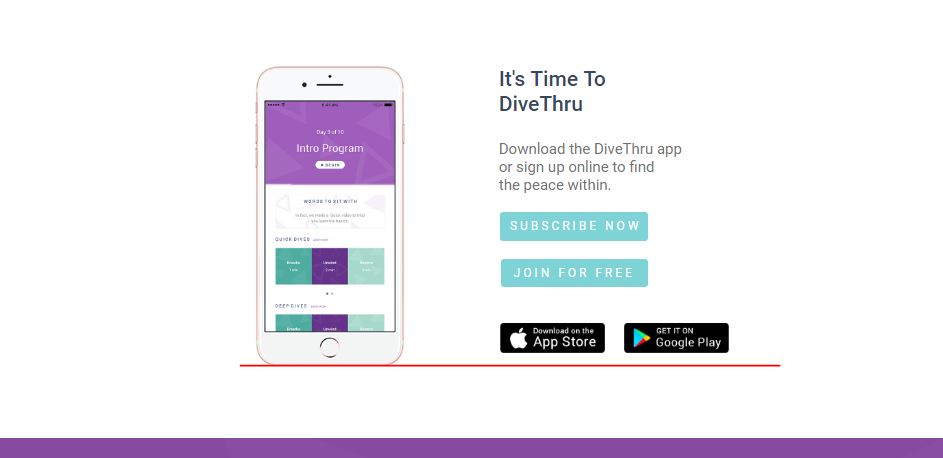 It's Time To
DiveThru
Download the DiveThru app
or sign up online to find
the peace within.
SUBSCRIBE NOW
JOIN FOR FREE
Download on the
App Store
GET IT ON
Google Play
Day 3 of 10
Intro Program
BEGIN
WORDS TO SIT WITH
QUICK DIVES
Unwind
DEEP DIVES